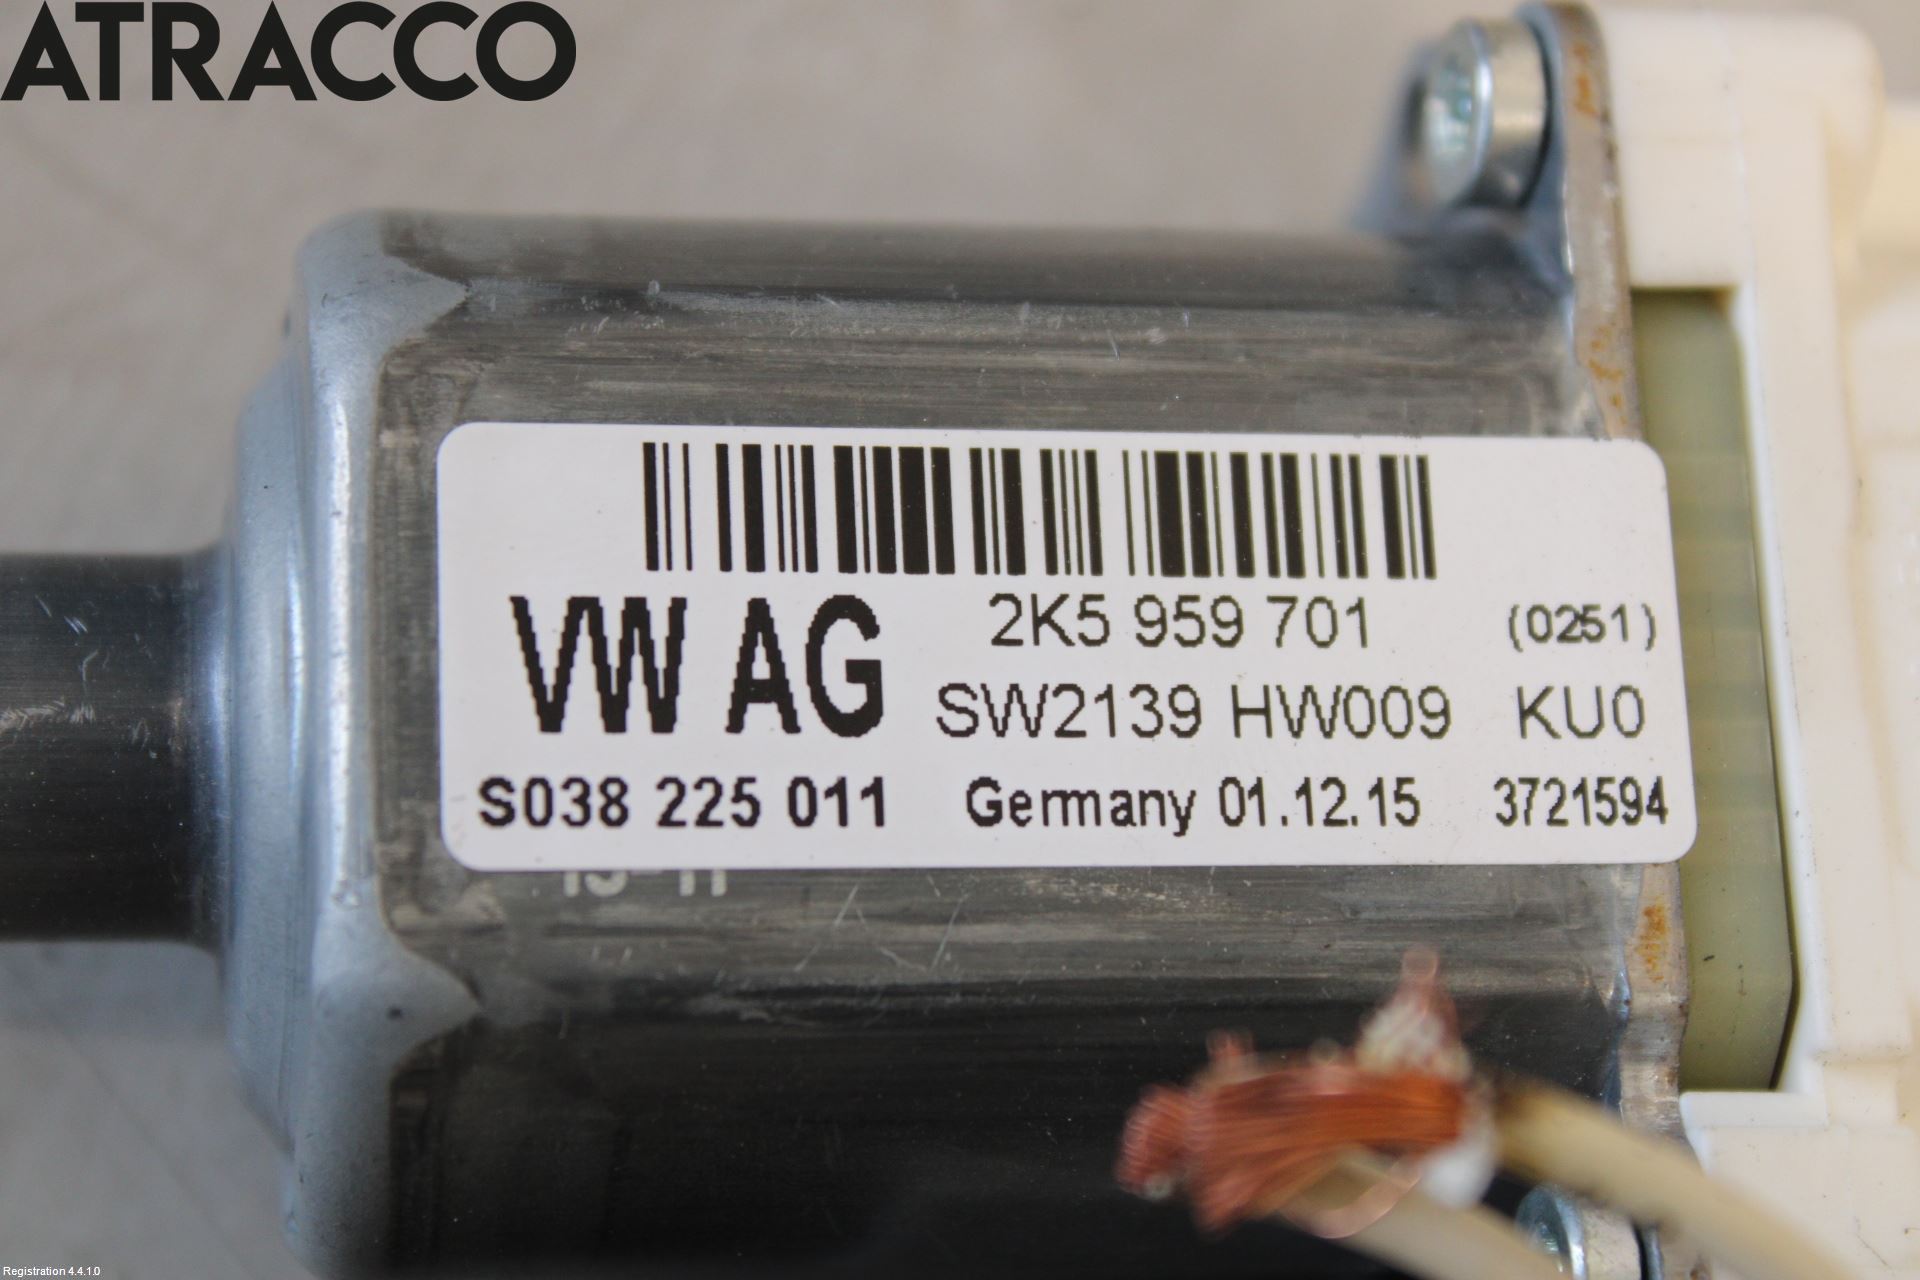 ATRACCO
VW AG
2K5 959 701 (0251)
SW2139 HW009 KU0
S038 225 011 Germany 01.12.15 3721594
Registration 4.4.1.0